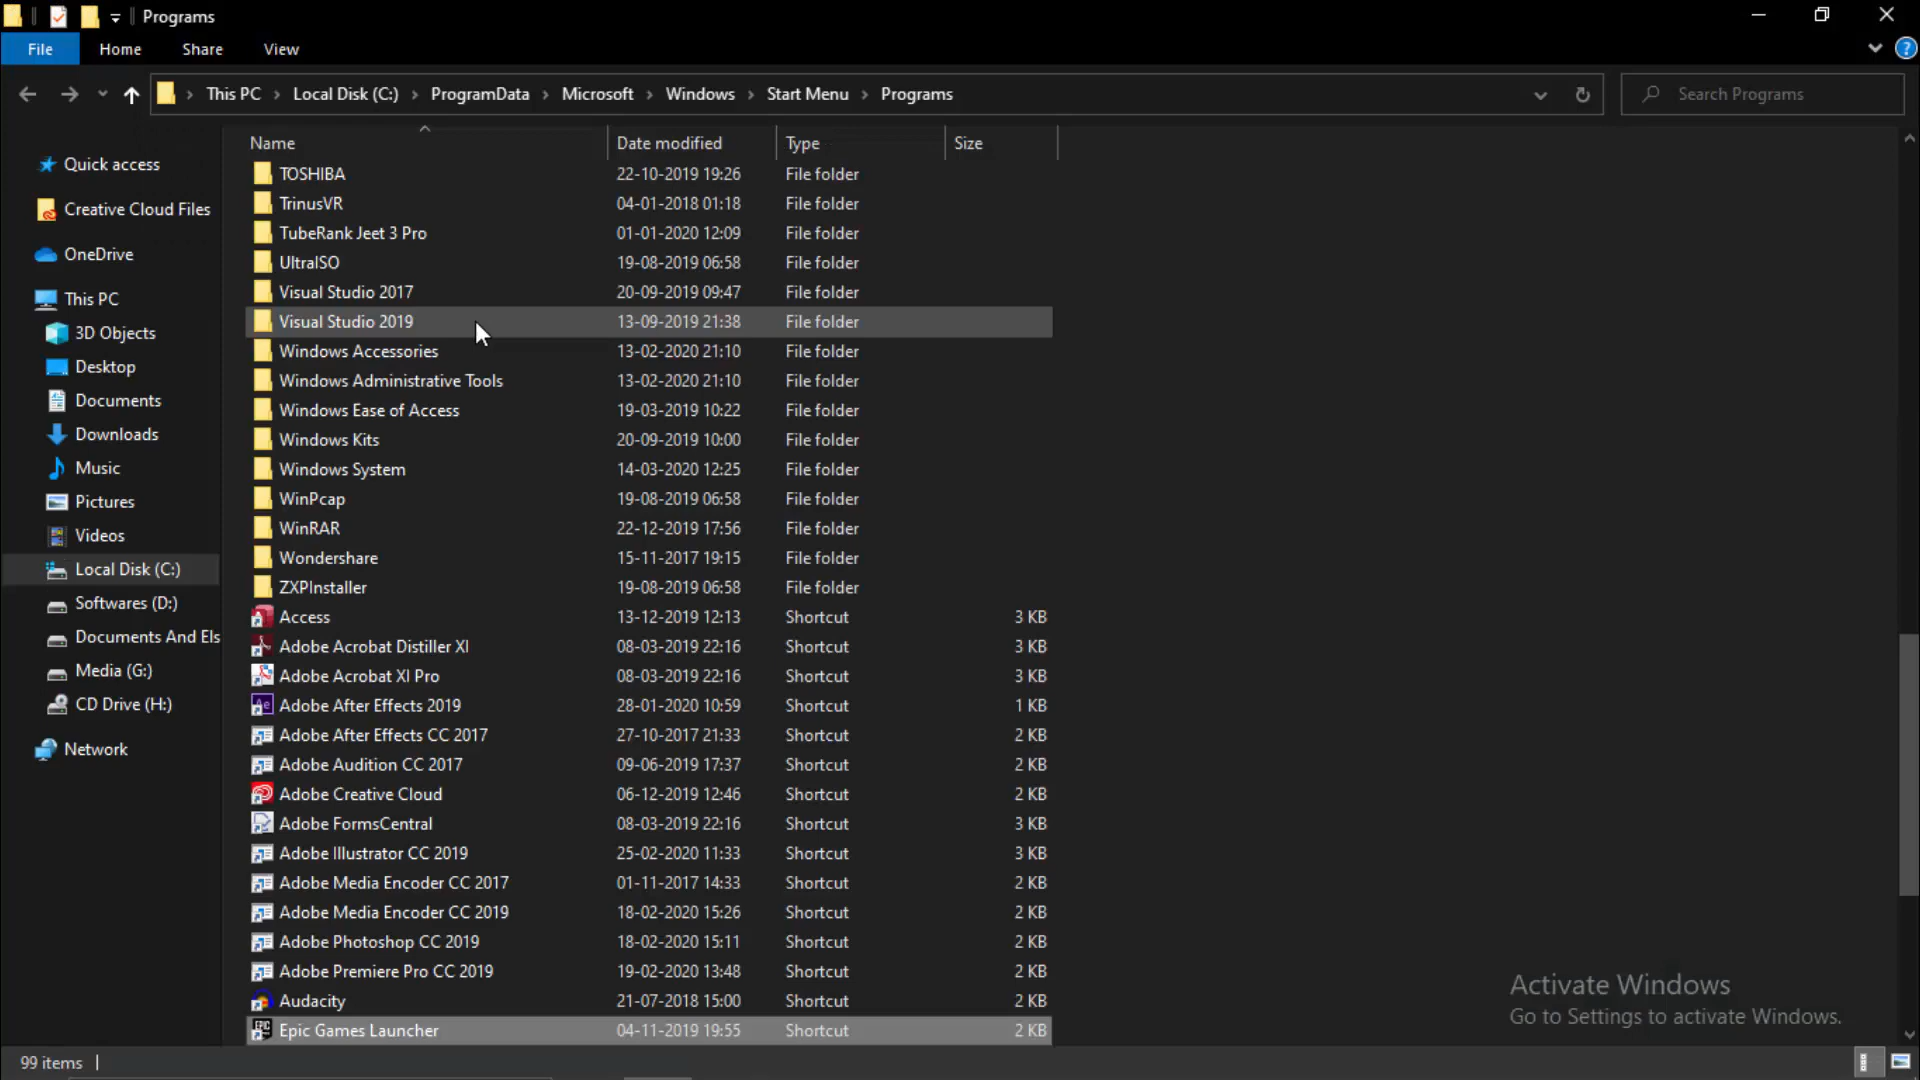 Programs
File Home Share View
This PC Local Disk (C:) ProgramData Microsoft Windows Start Menu Programs
Search Programs
Quick access
Creative Cloud Files
OneDrive
This PC
3D Objects
Desktop
Documents
Downloads
Music
Pictures
Videos
Local Disk (C:)
Softwares (D:)
Documents And Els
Media (G:)
CD Drive (H:)
Network
Name Date modified Type Size
TOSHIBA 22-10-2019 19:26 File folder
TrinusVR 04-01-2018 01:18 File folder
TubeRank Jeet 3 Pro 01-01-2020 12:09 File folder
UltraISO 19-08-2019 06:58 File folder
Visual Studio 2017 20-09-2019 09:47 File folder
Visual Studio 2019 13-09-2019 21:38 File folder
Windows Accessories 13-02-2020 21:10 File folder
Windows Administrative Tools 13-02-2020 21:10 File folder
Windows Ease of Access 19-03-2019 10:22 File folder
Windows Kits 20-09-2019 10:00 File folder
Windows System 14-03-2020 12:25 File folder
WinPcap 19-08-2019 06:58 File folder
WinRAR 22-12-2019 17:56 File folder
Wondershare 15-11-2017 19:15 File folder
ZXPInstaller 19-08-2019 06:58 File folder
Access 13-12-2019 12:13 Shortcut 3 KB
Adobe Acrobat Distiller XI 08-03-2019 22:16 Shortcut 3 KB
Adobe Acrobat XI Pro 08-03-2019 22:16 Shortcut 3 KB
Adobe After Effects 2019 28-01-2020 10:59 Shortcut 1 KB
Adobe After Effects CC 2017 27-10-2017 21:33 Shortcut 2 KB
Adobe Audition CC 2017 09-06-2019 17:37 Shortcut 2 KB
Adobe Creative Cloud 06-12-2019 12:46 Shortcut 2 KB
Adobe FormsCentral 08-03-2019 22:16 Shortcut 3 KB
Adobe Illustrator CC 2019 25-02-2020 11:33 Shortcut 3 KB
Adobe Media Encoder CC 2017 01-11-2017 14:33 Shortcut 2 KB
Adobe Media Encoder CC 2019 18-02-2020 15:26 Shortcut 2 KB
Adobe Photoshop CC 2019 18-02-2020 15:11 Shortcut 2 KB
Adobe Premiere Pro CC 2019 19-02-2020 13:48 Shortcut 2 KB
Audacity 21-07-2018 15:00 Shortcut 2 KB
Epic Games Launcher 04-11-2019 19:55 Shortcut 2 KB
Activate Windows
Go to Settings to activate Windows.
99 items